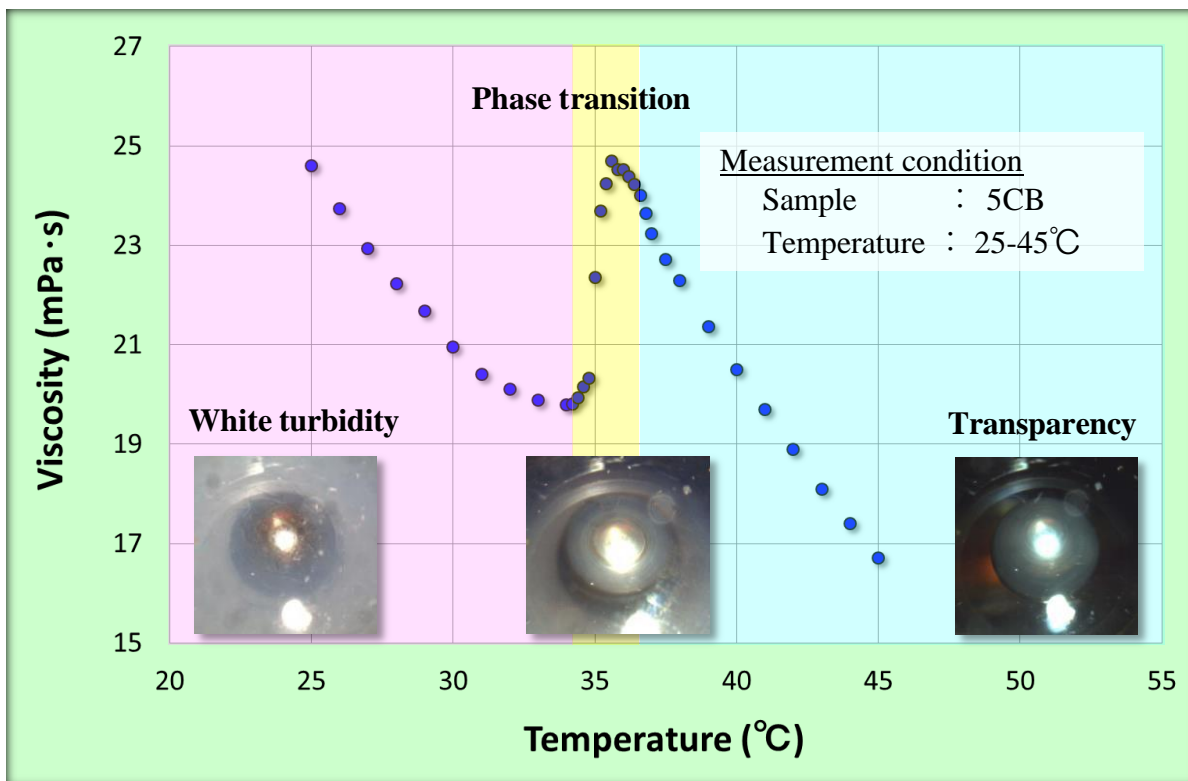 27
25
23
21
19
17
15
Viscosity (mPa·s)
Phase transition
Measurement condition
Sample : 5CB
Temperature : 25-45℃
White turbidity
Transparency
20 25 30 35 40 45 50 55
Temperature (℃)